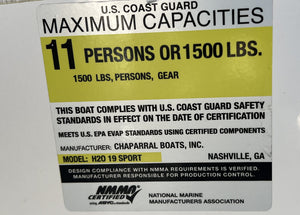 U.S. COAST GUARD
MAXIMUM CAPACITIES
11 PERSONS OR 1500 LBS.
1500 LBS, PERSONS, GEAR
THIS BOAT COMPLIES WITH U.S. COAST GUARD SAFETY
STANDARDS IN EFFECT ON THE DATE OF CERTIFICATION
MEETS U.S. EPA EVAP STANDARDS USING CERTIFIED COMPONENTS
MANUFACTURER: CHAPARRAL BOATS, INC.
MODEL: H2O 19 SPORT NASHVILLE, GA
DESIGN COMPLIANCE WITH NMMA REQUIREMENTS IS VERIFIED.
MANUFACTURER RESPONSIBLE FOR PRODUCTION CONTROL.
NMMA
CERTIFIED
using ABYC standards
NATIONAL MARINE
MANUFACTURERS ASSOCIATION